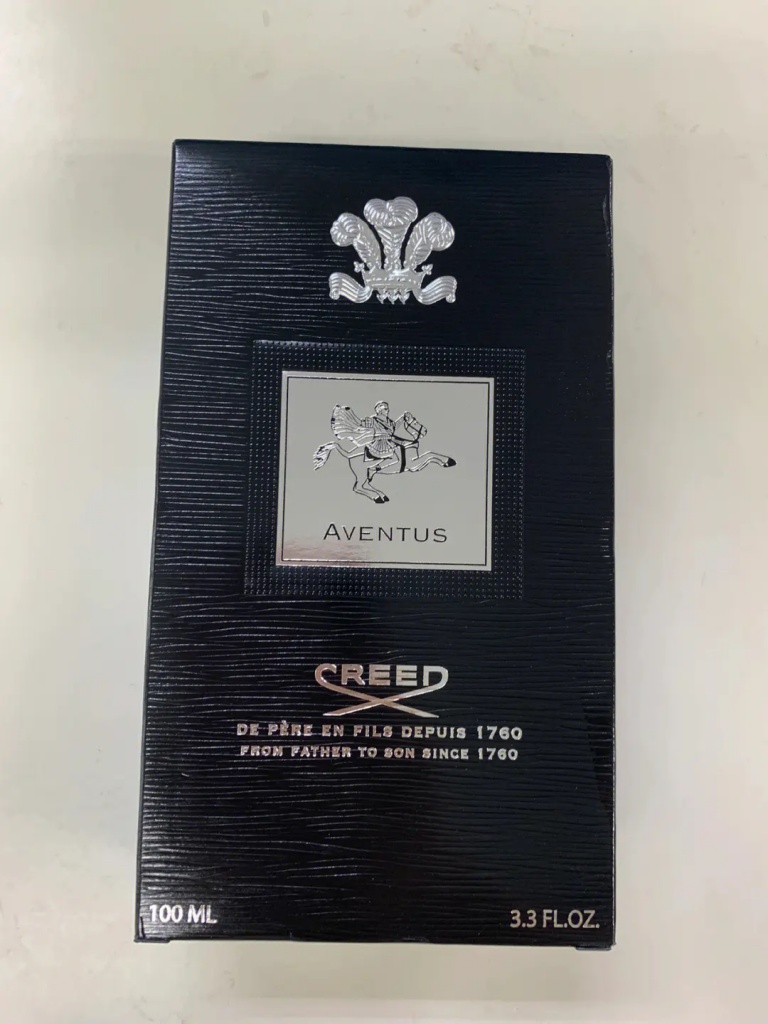 AVENTUS
CREED
DE PÈRE EN FILS DEPUIS 1760
FROM FATHER TO SON SINCE 1760
100 ML
3.3 FL.OZ.